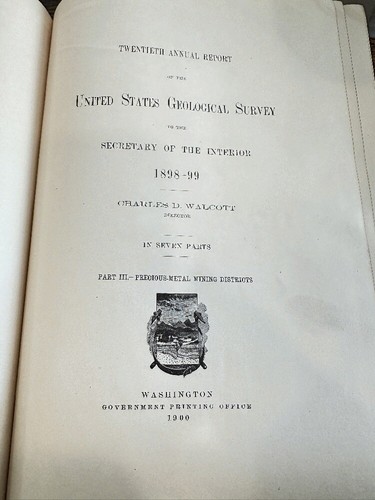 TWENTIETH ANNUAL REPORT
OF THE
UNITED STATES GEOLOGICAL SURVEY
TO THE
SECRETARY OF THE INTERIOR
1898-99
CHARLES D. WALCOTT
DIRECTOR
IN SEVEN PARTS
PART III.—PRECIOUS-METAL MINING DISTRICTS
WASHINGTON
GOVERNMENT PRINTING OFFICE
1900